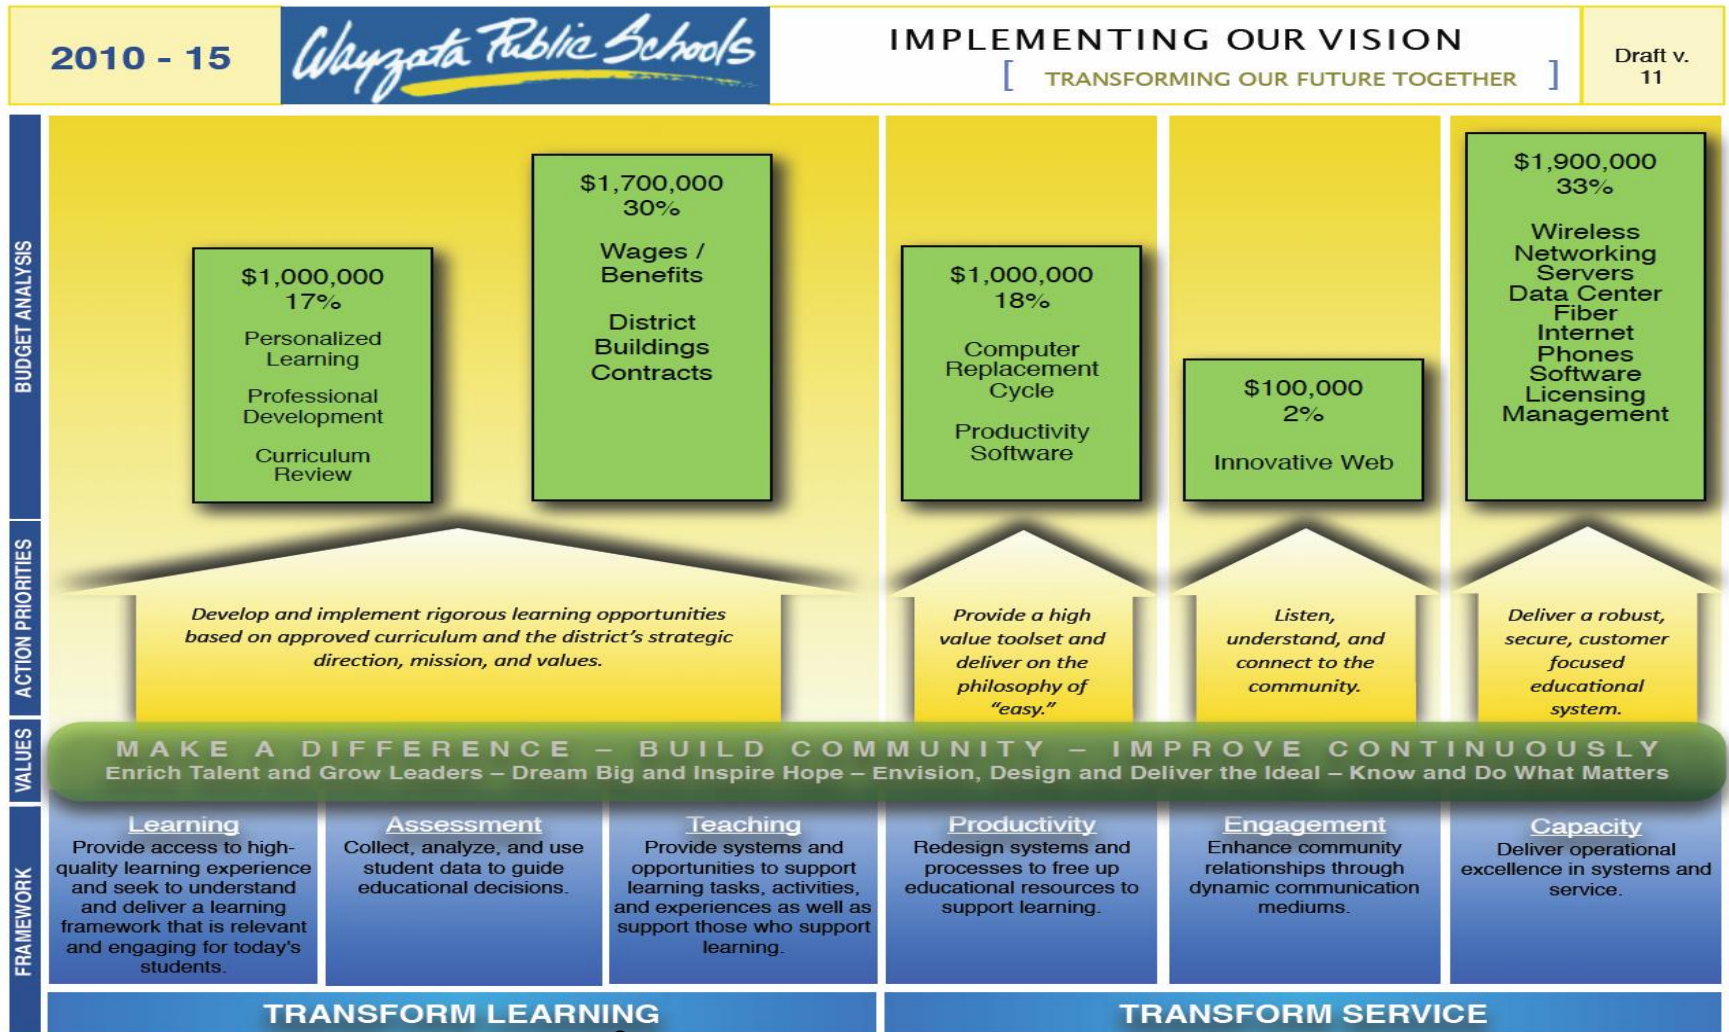 2010 - 15
Wayzata Public Schools
IMPLEMENTING OUR VISION
[ TRANSFORMING OUR FUTURE TOGETHER ]
Draft v.
11
BUDGET ANALYSIS
$1,000,000
17%
Personalized
Learning
Professional
Development
Curriculum
Review
$1,700,000
30%
Wages /
Benefits
District
Buildings
Contracts
$1,000,000
18%
Computer
Replacement
Cycle
Productivity
Software
$100,000
2%
Innovative Web
$1,900,000
33%
Wireless
Networking
Servers
Data Center
Fiber
Internet
Phones
Software
Licensing
Management
ACTION PRIORITIES
Develop and implement rigorous learning opportunities
based on approved curriculum and the district's strategic
direction, mission, and values.
Provide a high
value toolset and
deliver on the
philosophy of
"easy."
Listen,
understand, and
connect to the
community.
Deliver a robust,
secure, customer
focused
educational
system.
VALUES
MAKE A DIFFERENCE – BUILD COMMUNITY – IMPROVE CONTINUOUSLY
Enrich Talent and Grow Leaders – Dream Big and Inspire Hope – Envision, Design and Deliver the Ideal – Know and Do What Matters
FRAMEWORK
Learning
Provide access to high-
quality learning experience
and seek to understand
and deliver a learning
framework that is relevant
and engaging for today's
students.
Assessment
Collect, analyze, and use
student data to guide
educational decisions.
Teaching
Provide systems and
opportunities to support
learning tasks, activities,
and experiences as well as
support those who support
learning.
Productivity
Redesign systems and
processes to free up
educational resources to
support learning.
Engagement
Enhance community
relationships through
dynamic communication
mediums.
Capacity
Deliver operational
excellence in systems and
service.
TRANSFORM LEARNING
TRANSFORM SERVICE